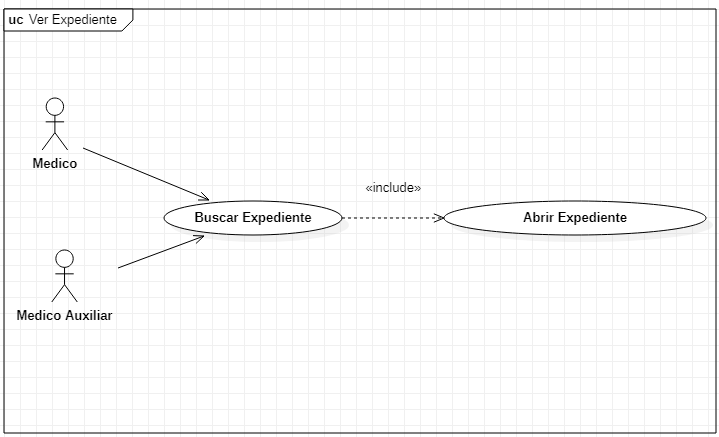 uc Ver Expediente
Medico
«include»
Buscar Expediente
Abrir Expediente
Medico Auxiliar